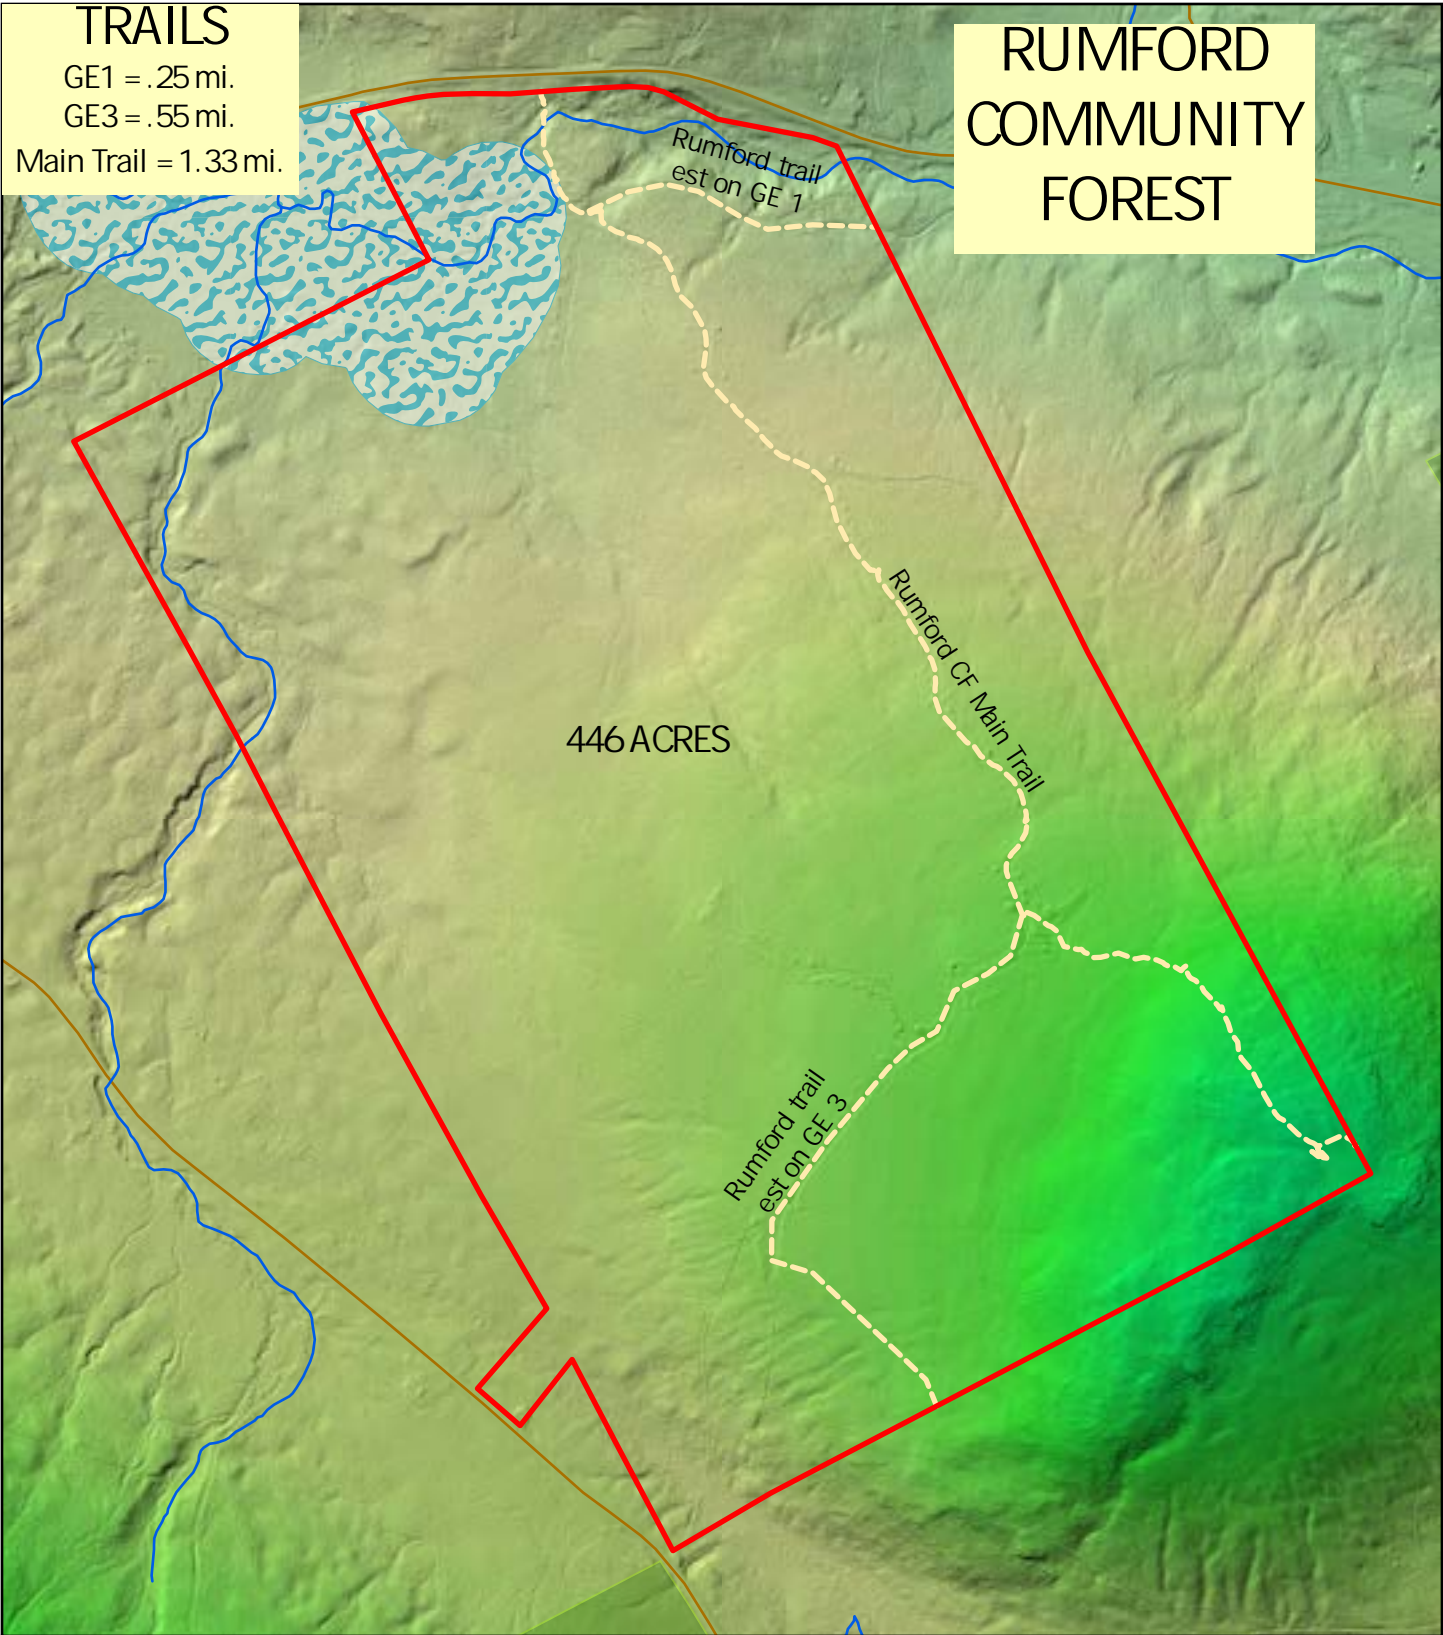 TRAILS
GE1 = .25 mi.
GE3 = .55 mi.
Main Trail = 1.33 mi.
RUMFORD
COMMUNITY
FOREST
Rumford trail
est on GE 1
Rumford CF Main Trail
446 ACRES
Rumford trail
est on GE 3